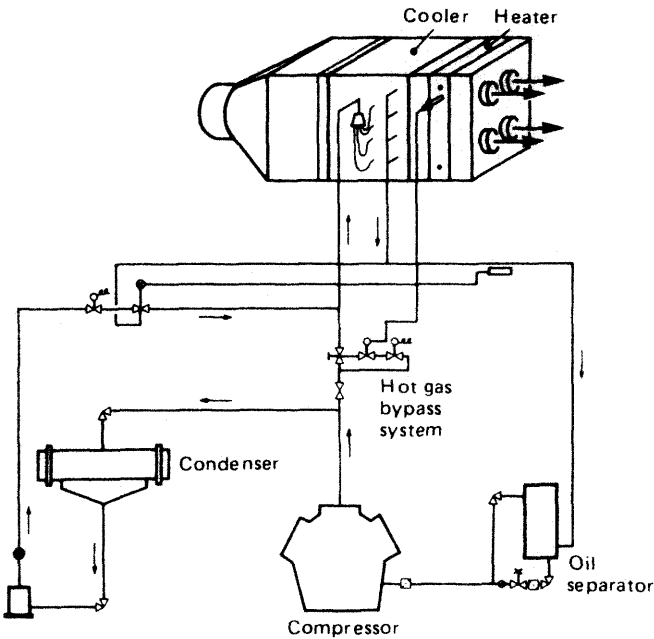 Cooler Heater
Hot gas
bypass
system
Condenser
Oil
separator
Compressor